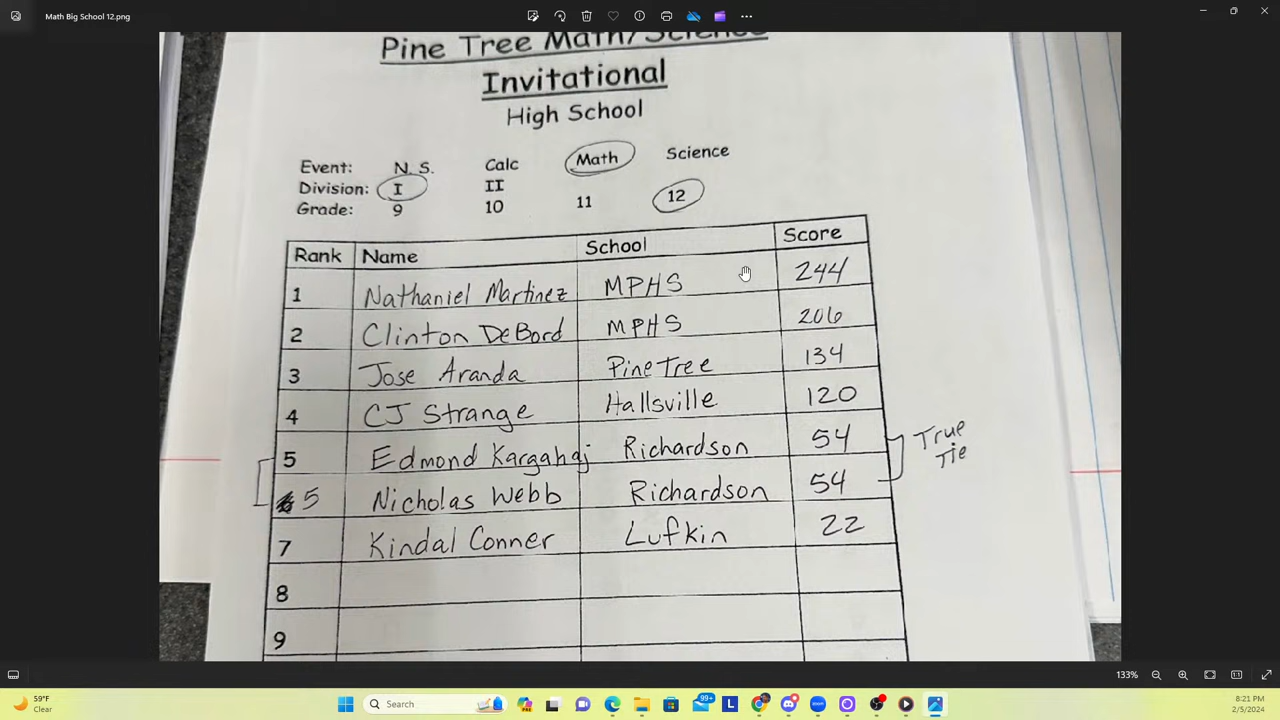 Math Big School 12.png
Pine Tree Math/Science
Invitational
High School
Event: N. S. Calc Math Science
Division: I II
Grade: 9 10 11 12
Rank Name School Score
1 Nathaniel Martinez MPHS 244
2 Clinton DeBord MPHS 206
3 Jose Aranda Pine Tree 134
4 CJ Strange Hallsville 120
5 Edmond Kargahaj Richardson 54
5 Nicholas Webb Richardson 54
True
Tie
7 Kindal Conner Lufkin 22
8
9
133%
59°F
Clear
Search
99+
8:21 PM
2/5/2024